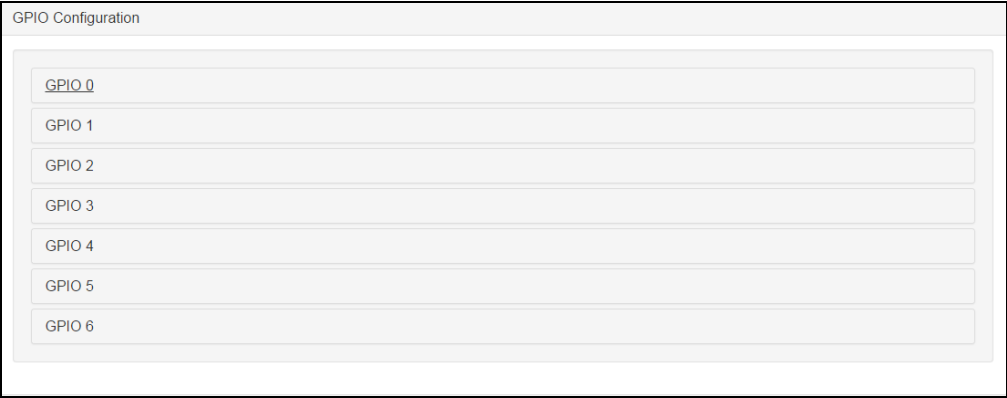 GPIO Configuration
GPIO 0
GPIO 1
GPIO 2
GPIO 3
GPIO 4
GPIO 5
GPIO 6